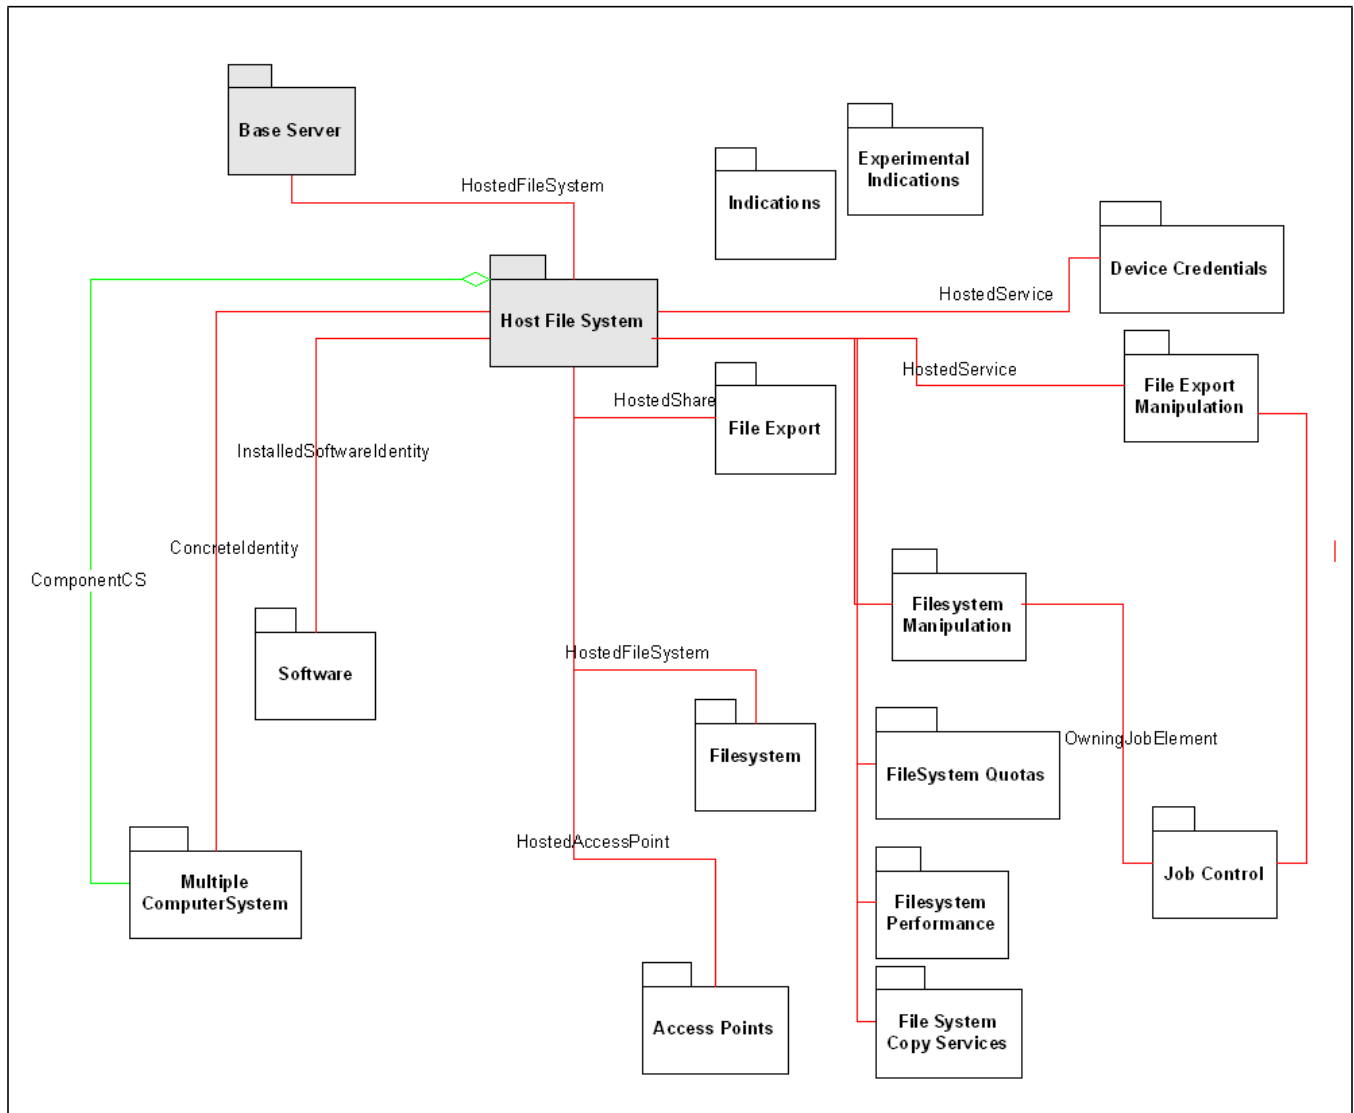 Base Server
Experimental
Indications
Indications
HostedFileSystem
Device Credentials
HostedService
Host File System
HostedService
File Export
Manipulation
HostedShare
File Export
InstalledSoftwareIdentity
ConcreteIdentity
ComponentCS
Filesystem
Manipulation
HostedFileSystem
Software
OwningJobElement
Filesystem
FileSystem Quotas
HostedAccessPoint
Job Control
Multiple
ComputerSystem
Filesystem
Performance
Access Points
File System
Copy Services